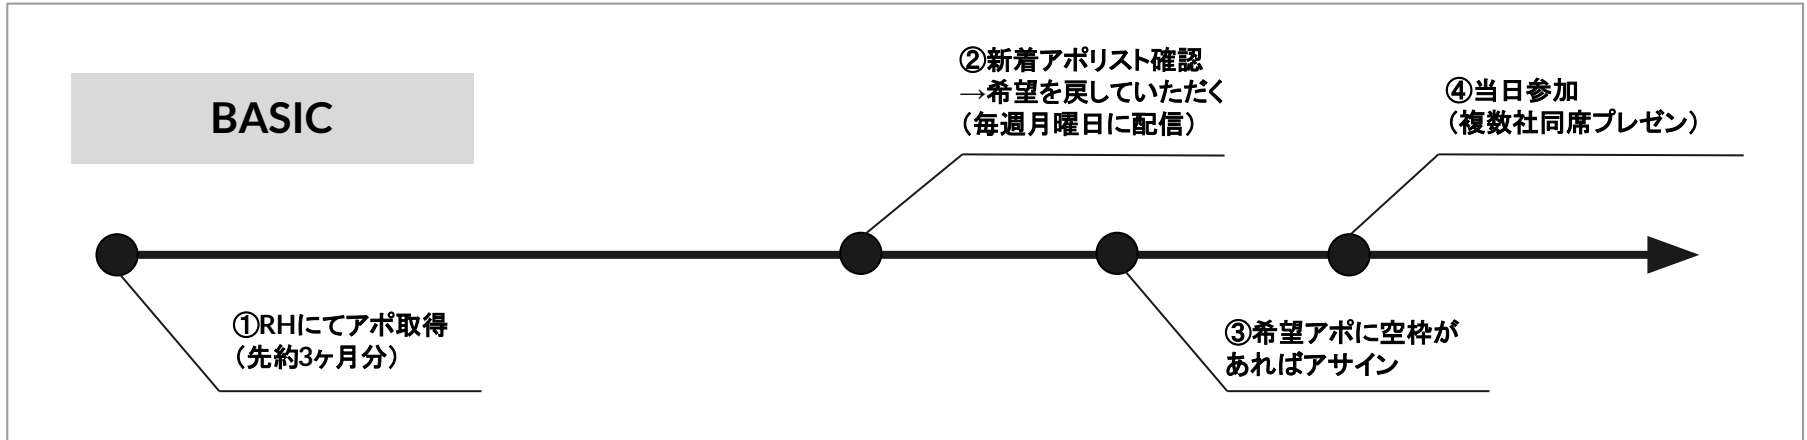 BASIC
①RHにてアポ取得
（先約3ヶ月分）
②新着アポリスト確認
→希望を戻していただく
（毎週月曜日に配信）
③希望アポに空枠が
あればアサイン
④当日参加
（複数社同席プレゼン）